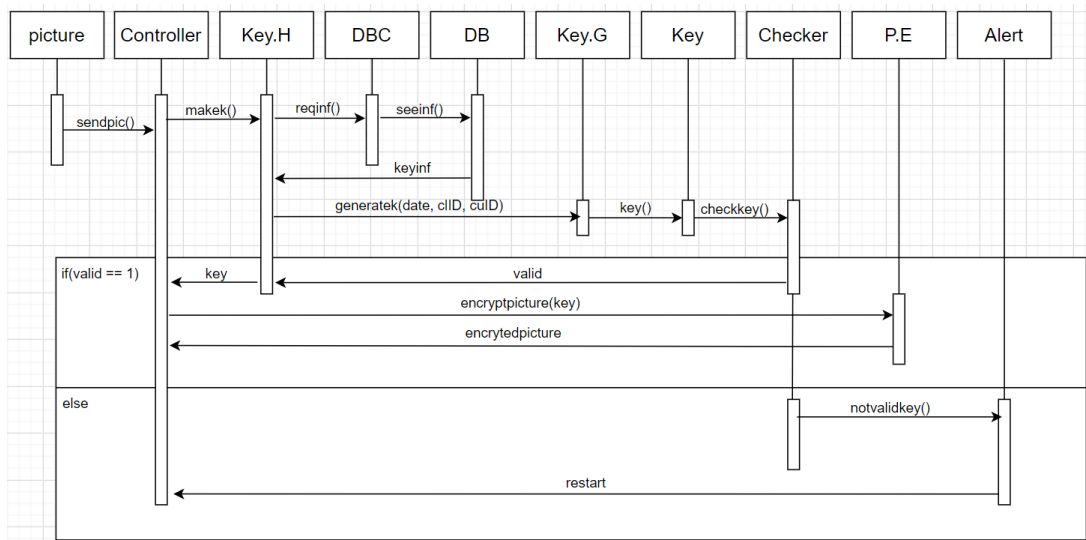 picture
Controller
Key.H
DBC
DB
Key.G
Key
Checker
P.E
Alert
sendpic()
makek()
reqinf()
seeinf()
keyinf
generatek(date, clID, cuID)
key()
checkkey()
if(valid == 1)
key
valid
encryptpicture(key)
encrytedpicture
else
notvalidkey()
restart